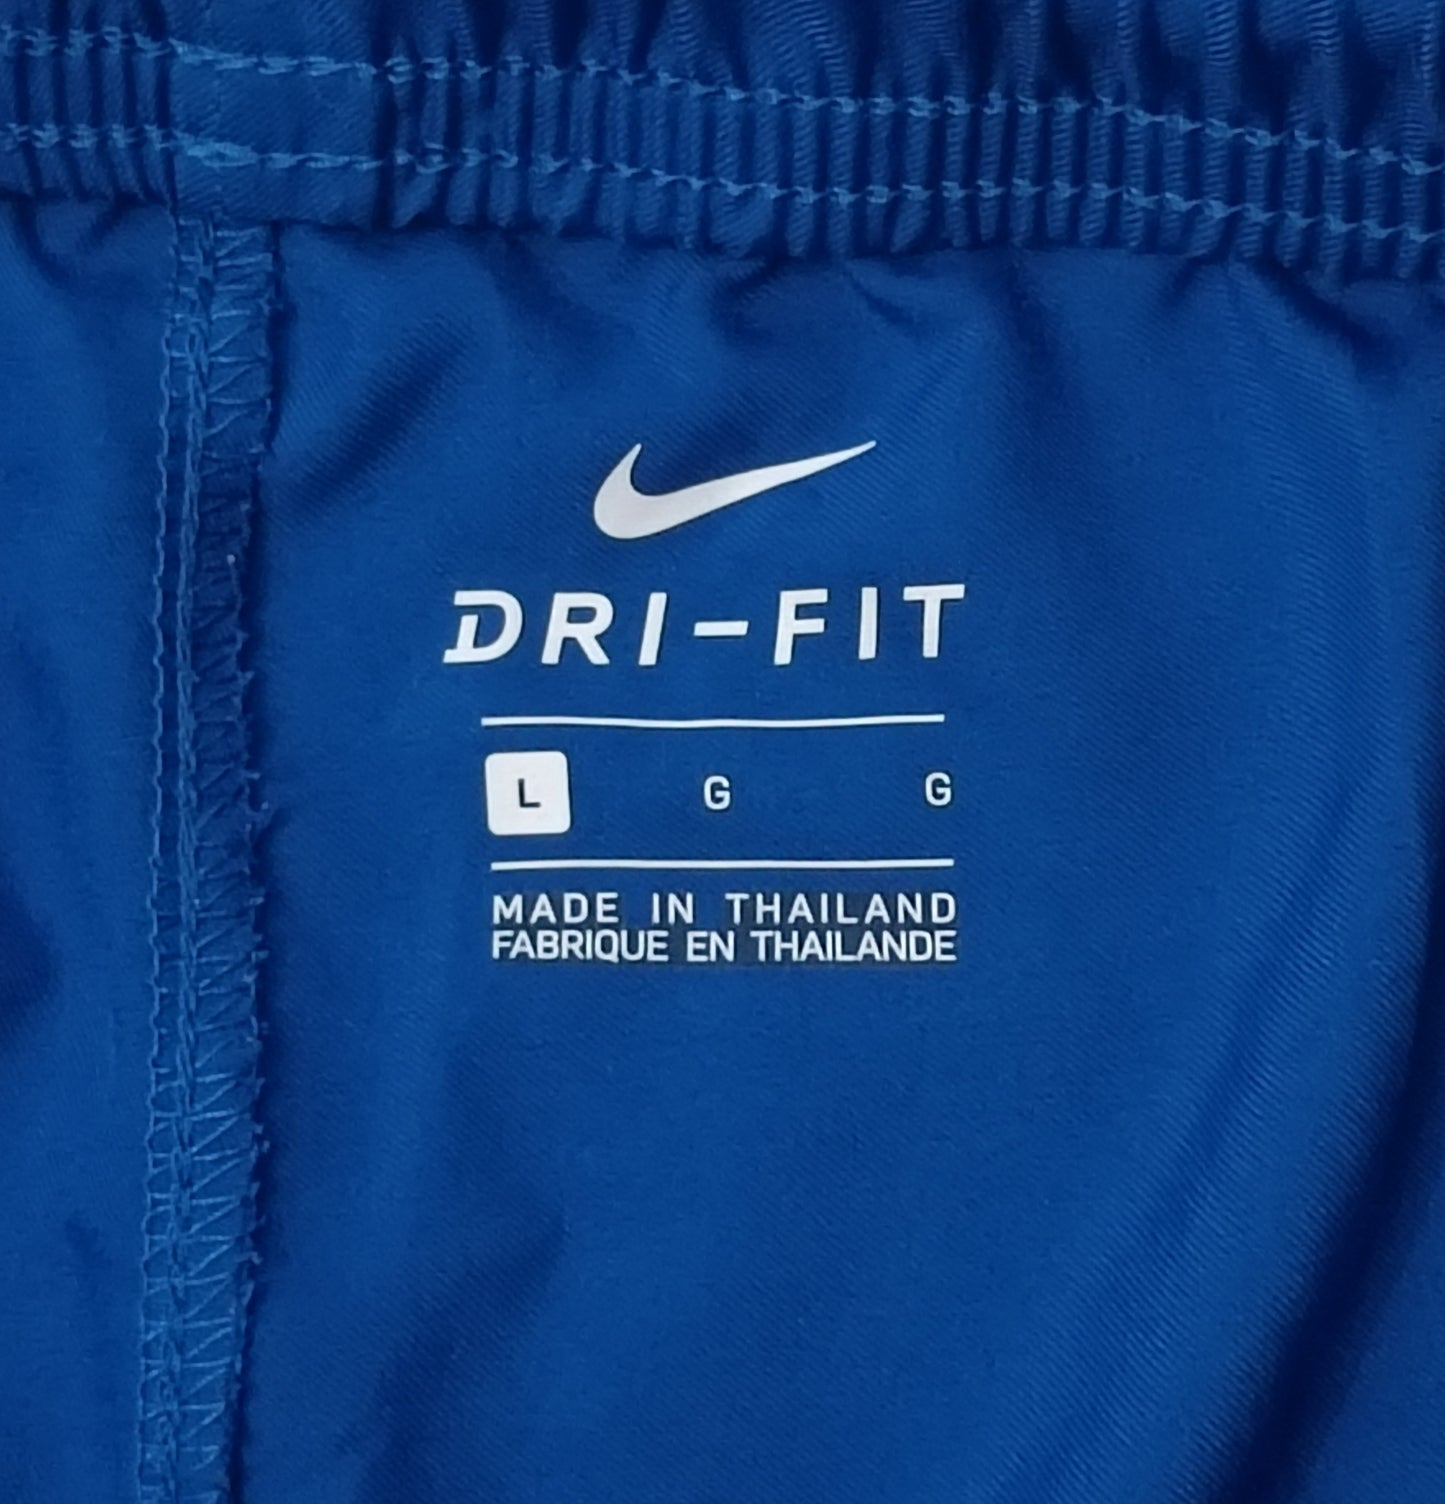 DRI-FIT
L G G
MADE IN THAILAND
FABRIQUE EN THAILANDE